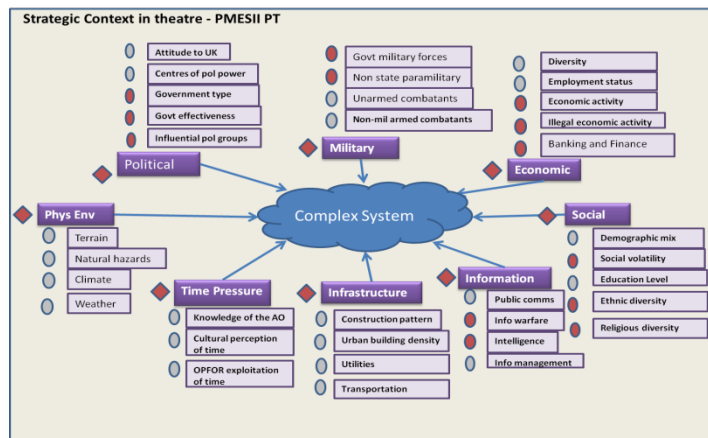 Strategic Context in theatre - PMESII PT
Attitude to UK
Centres of pol power
Government type
Govt effectiveness
Influential pol groups
Political
Govt military forces
Non state paramilitary
Unarmed combatants
Non-mil armed combatants
Military
Diversity
Employment status
Economic activity
Illegal economic activity
Banking and Finance
Economic
Complex System
Phys Env
Terrain
Natural hazards
Climate
Weather
Time Pressure
Knowledge of the AO
Cultural perception
of time
OPFOR exploitation
of time
Infrastructure
Construction pattern
Urban building density
Utilities
Transportation
Information
Public comms
Info warfare
Intelligence
Info management
Social
Demographic mix
Social volatility
Education Level
Ethnic diversity
Religious diversity